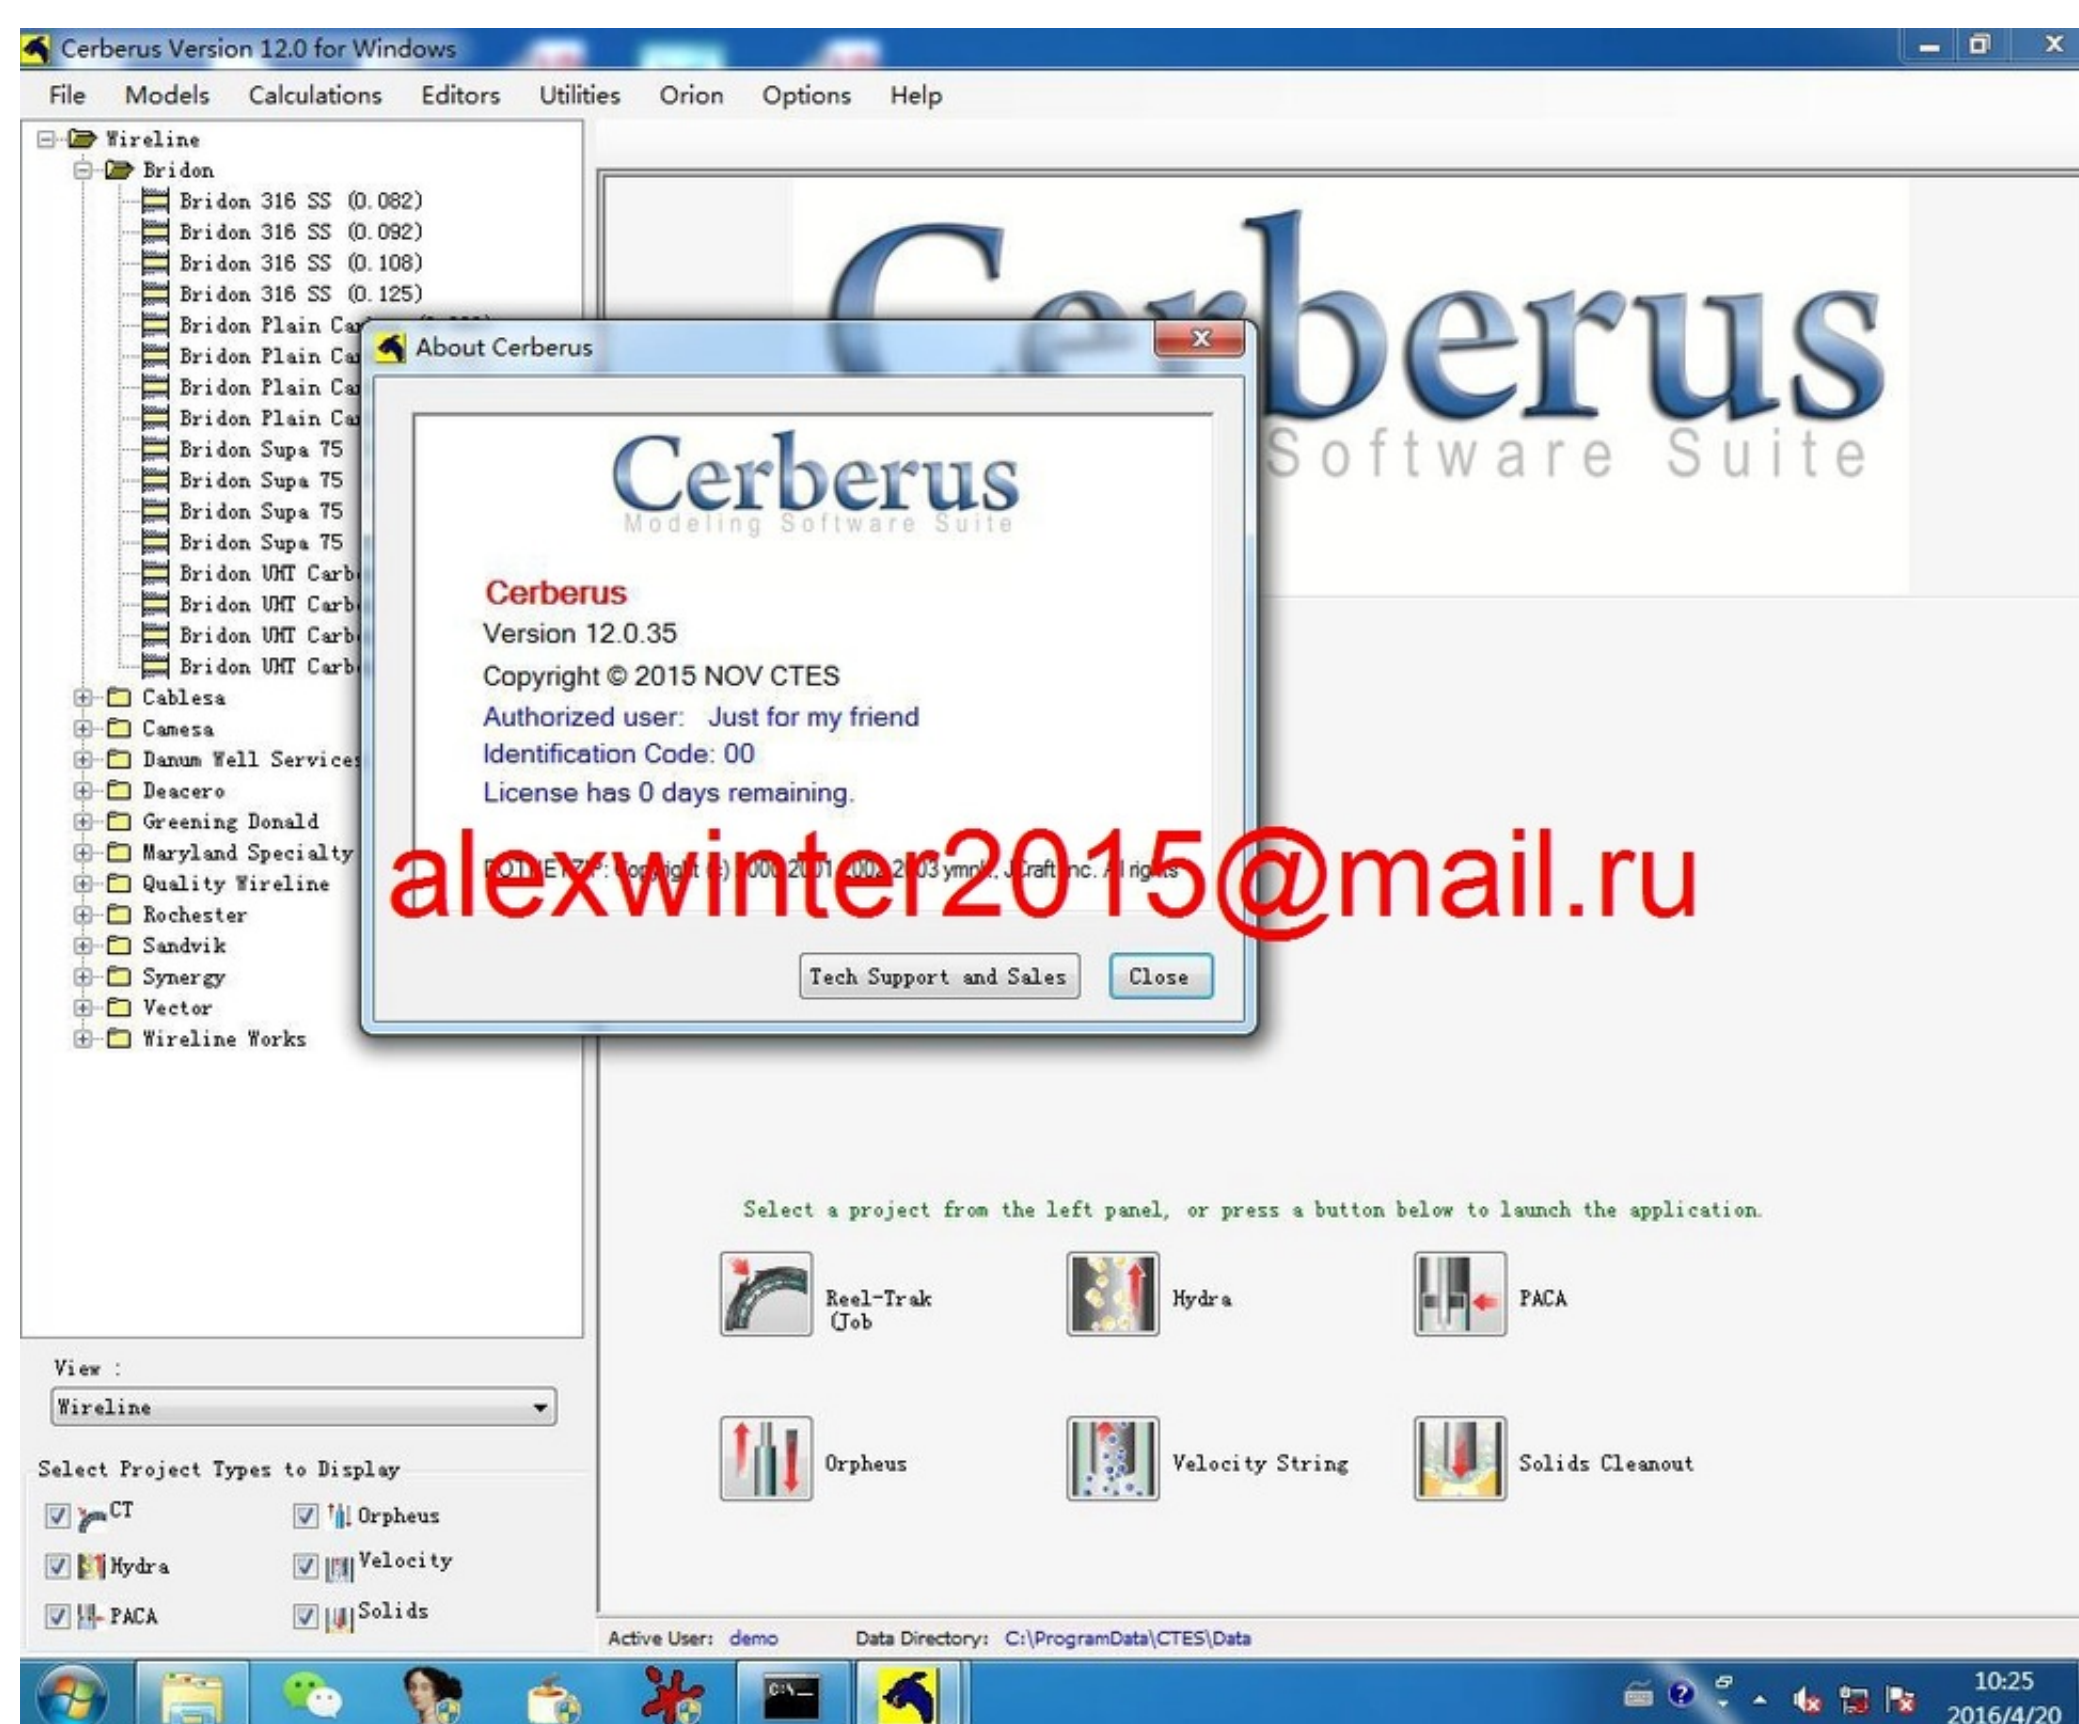 Cerberus Version 12.0 for Windows
File Models Calculations Editors Utilities Orion Options Help
Wireline
Bridon
Bridon 316 SS (0.082)
Bridon 316 SS (0.092)
Bridon 316 SS (0.108)
Bridon 316 SS (0.125)
Bridon Plain
Bridon Plain
Bridon Plain
Bridon Plain
Bridon Supa 75
Bridon Supa 75
Bridon Supa 75
Bridon Supa 75
Bridon UHT Carb
Bridon UHT Carb
Bridon UHT Carb
Bridon UHT Carb
Cablesa
Camesa
Danum Well Services
Deacero
Greening Donald
Maryland Specialty
Quality Wireline
Rochester
Sandvik
Synergy
Vector
Wireline Works
View :
Wireline
Select Project Types to Display
CT Orpheus
Hydra Velocity
PACA Solids
Cerberus
Software Suite
About Cerberus
Cerberus
Modeling Software Suite
Cerberus
Version 12.0.35
Copyright © 2015 NOV CTES
Authorized user: Just for my friend
Identification Code: 00
License has 0 days remaining.
Copyright 2001 All rights
alexwinter2015@mail.ru
Tech Support and Sales Close
Select a project from the left panel, or press a button below to launch the application.
Reel-Trak
(Job
Hydra
PACA
Orpheus
Velocity String
Solids Cleanout
Active User: demo Data Directory: C:\ProgramData\CTES\Data
10:25
2016/4/20